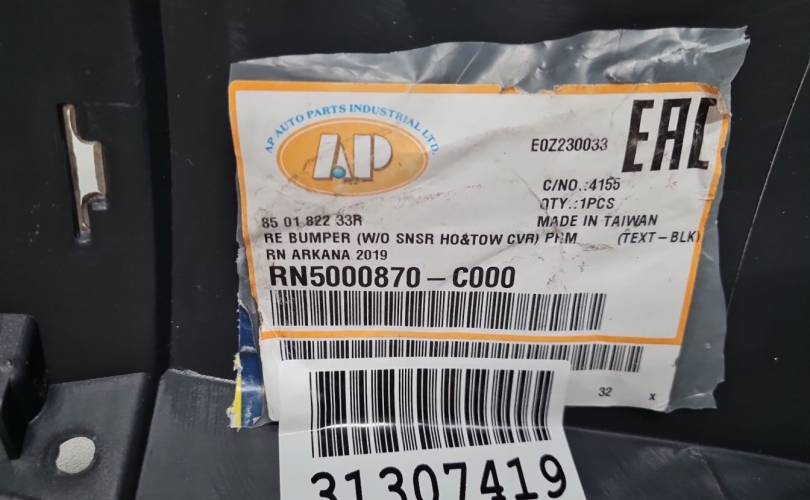 AP AUTO PARTS INDUSTRIAL LTD.
AP
E0Z230033
EAC
C/NO.:4155
QTY.:1PCS
MADE IN TAIWAN
85 01 822 33R
RE BUMPER (W/O SNSR HO&TOW CVR) PRM (TEXT-BLK)
RN ARKANA 2019
RN5000870-C000
32 x
31307419